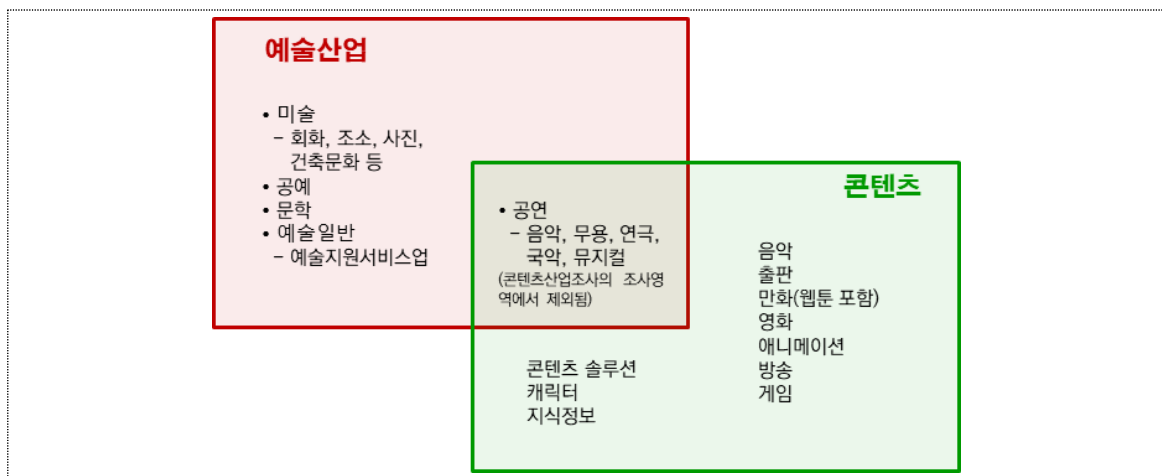 예술산업
• 미술
– 회화, 조소, 사진,
건축문화 등
• 공예
• 문학
• 예술일반
– 예술지원서비스업
• 공연
– 음악, 무용, 연극,
국악, 뮤지컬
(콘텐츠산업조사의 조사영
역에서 제외됨)
콘텐츠
음악
출판
만화(웹툰 포함)
영화
애니메이션
방송
게임
콘텐츠 솔루션
캐릭터
지식정보